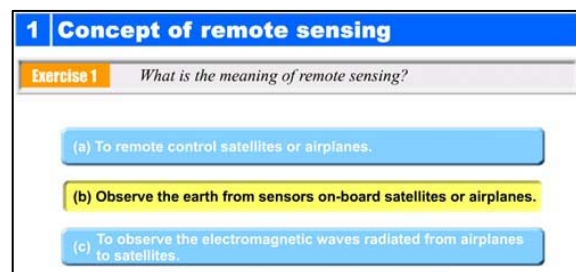 1 Concept of remote sensing
Exercise 1 What is the meaning of remote sensing?
(a) To remote control satellites or airplanes.
(b) Observe the earth from sensors on-board satellites or airplanes.
(c) To observe the electromagnetic waves radiated from airplanes
to satellites.